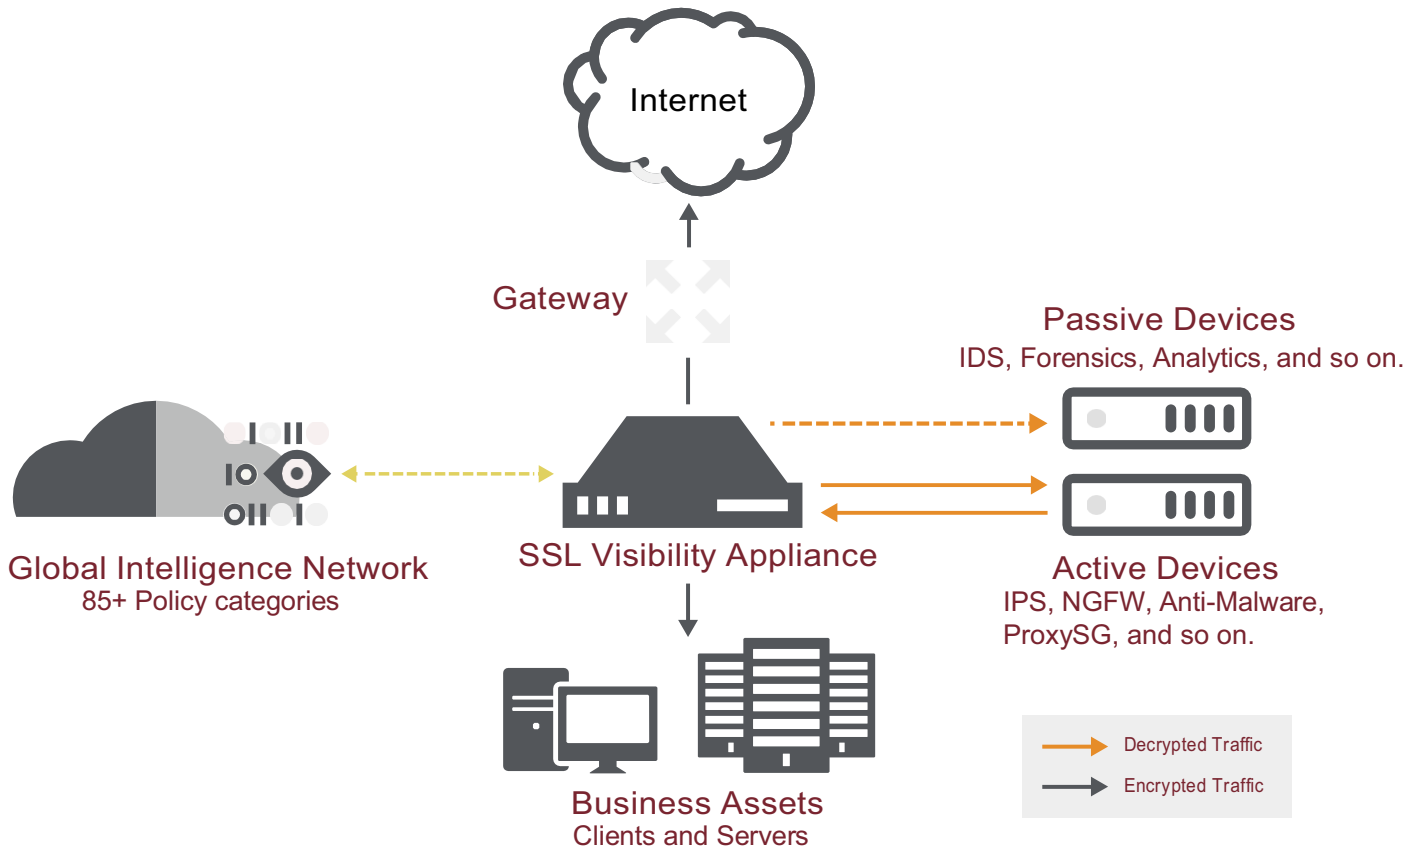 Internet
Gateway
Passive Devices
IDS, Forensics, Analytics, and so on.
Global Intelligence Network
85+ Policy categories
SSL Visibility Appliance
Active Devices
IPS, NGFW, Anti-Malware,
ProxySG, and so on.
Decrypted Traffic
Encrypted Traffic
Business Assets
Clients and Servers